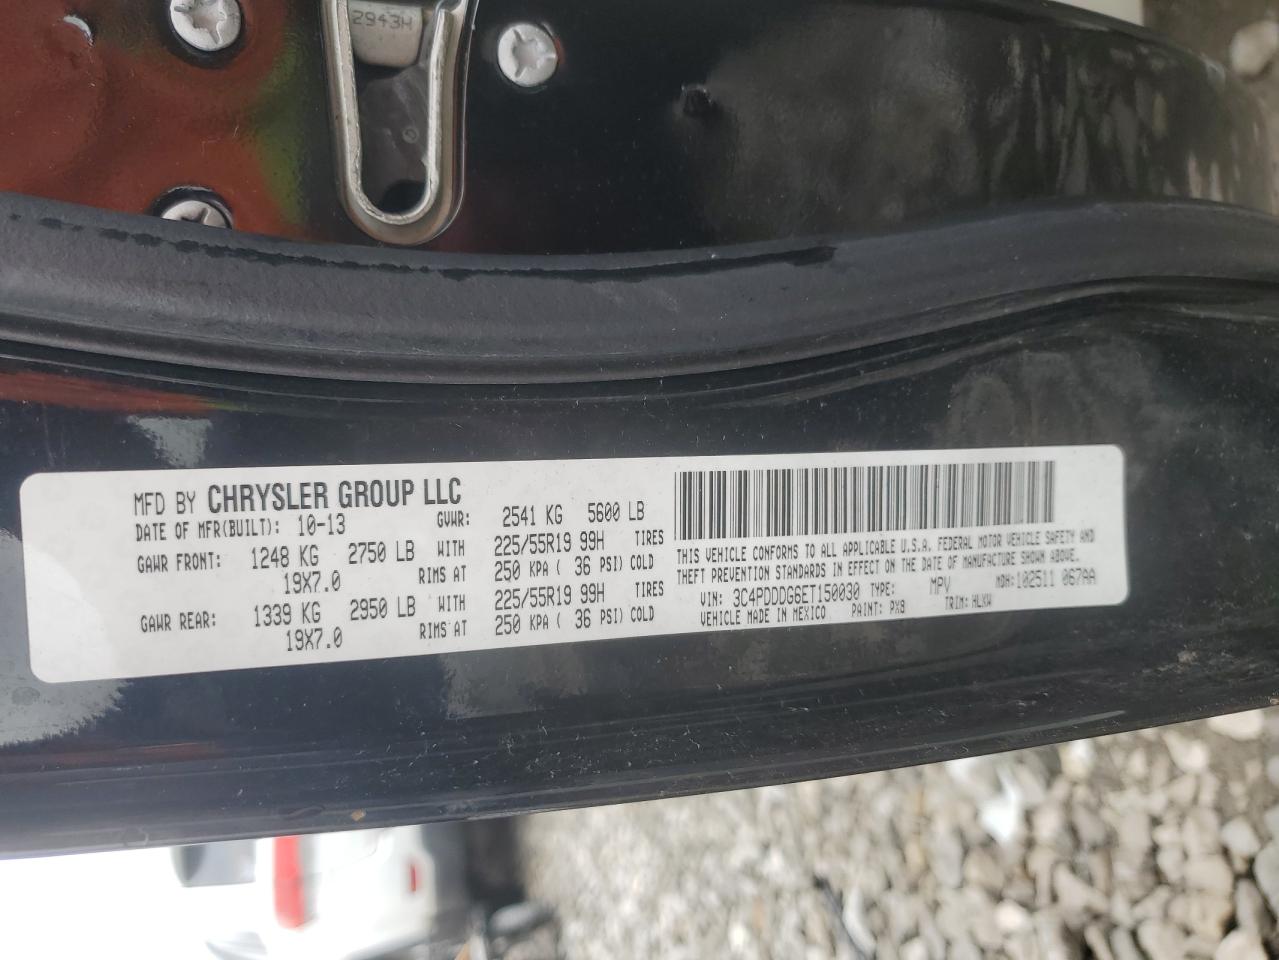 2943H
MFD BY CHRYSLER GROUP LLC
DATE OF MFR(BUILT): 10-13 GVWR: 2541 KG 5600 LB
GAWR FRONT: 1248 KG 2750 LB WITH 225/55R19 99H TIRES
19X7.0 RIMS AT 250 KPA ( 36 PSI) COLD
GAWR REAR: 1339 KG 2950 LB WITH 225/55R19 99H TIRES
19X7.0 RIMS AT 250 KPA ( 36 PSI) COLD
THIS VEHICLE CONFORMS TO ALL APPLICABLE U.S.A. FEDERAL MOTOR VEHICLE SAFETY AND
THEFT PREVENTION STANDARDS IN EFFECT ON THE DATE OF MANUFACTURE SHOWN ABOVE.
VIN: 3C4PDDDG6ET150030 TYPE: MPV MDH: 102511 067AA
VEHICLE MADE IN MEXICO PAINT: PX8 TRIM: HLXW